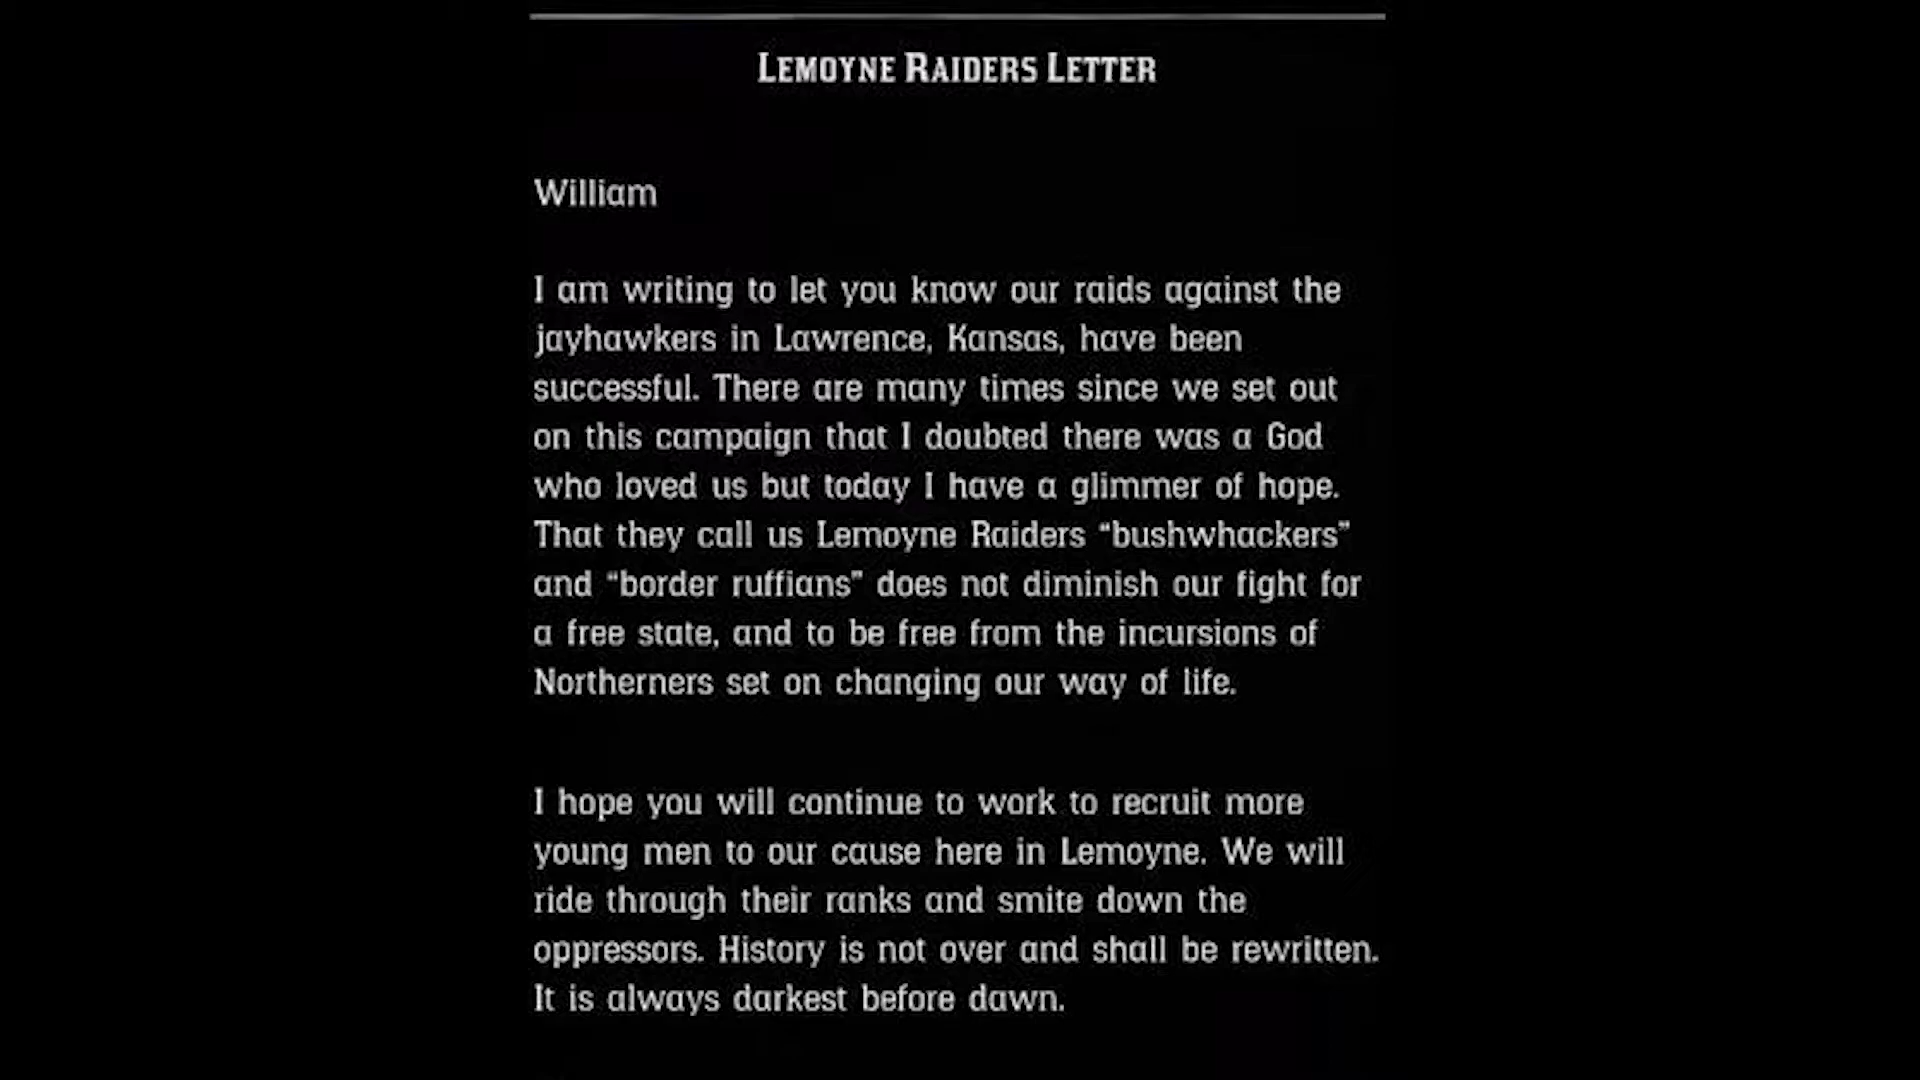 LEMOYNE RAIDERS LETTER
William
I am writing to let you know our raids against the
jayhawkers in Lawrence, Kansas, have been
successful. There are many times since we set out
on this campaign that I doubted there was a God
who loved us but today I have a glimmer of hope.
That they call us Lemoyne Raiders “bushwhackers”
and “border ruffians” does not diminish our fight for
a free state, and to be free from the incursions of
Northerners set on changing our way of life.
I hope you will continue to work to recruit more
young men to our cause here in Lemoyne. We will
ride through their ranks and smite down the
oppressors. History is not over and shall be rewritten.
It is always darkest before dawn.